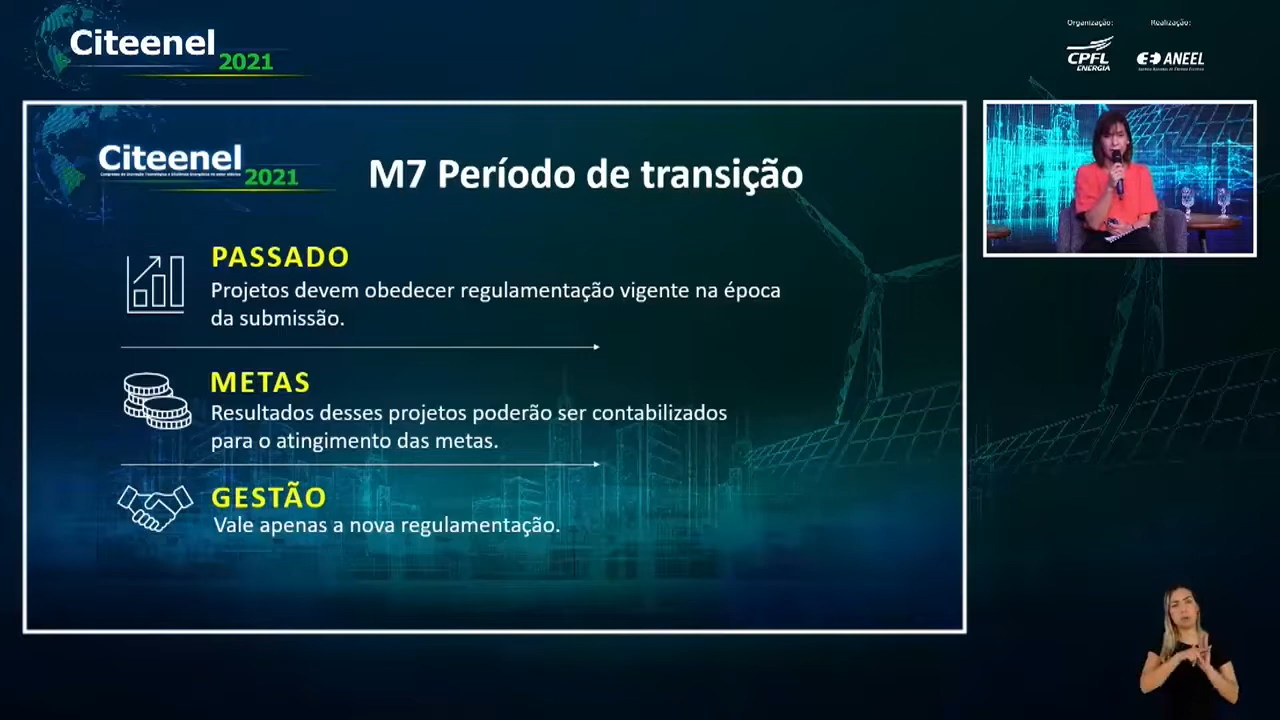 Citeenel
2021
Organização:
Realização:
CPFL
ENERGIA
ANEEL
Citeenel
2021
M7 Período de transição
PASSADO
Projetos devem obedecer regulamentação vigente na época
da submissão.
METAS
Resultados desses projetos poderão ser contabilizados
para o atingimento das metas.
GESTÃO
Vale apenas a nova regulamentação.